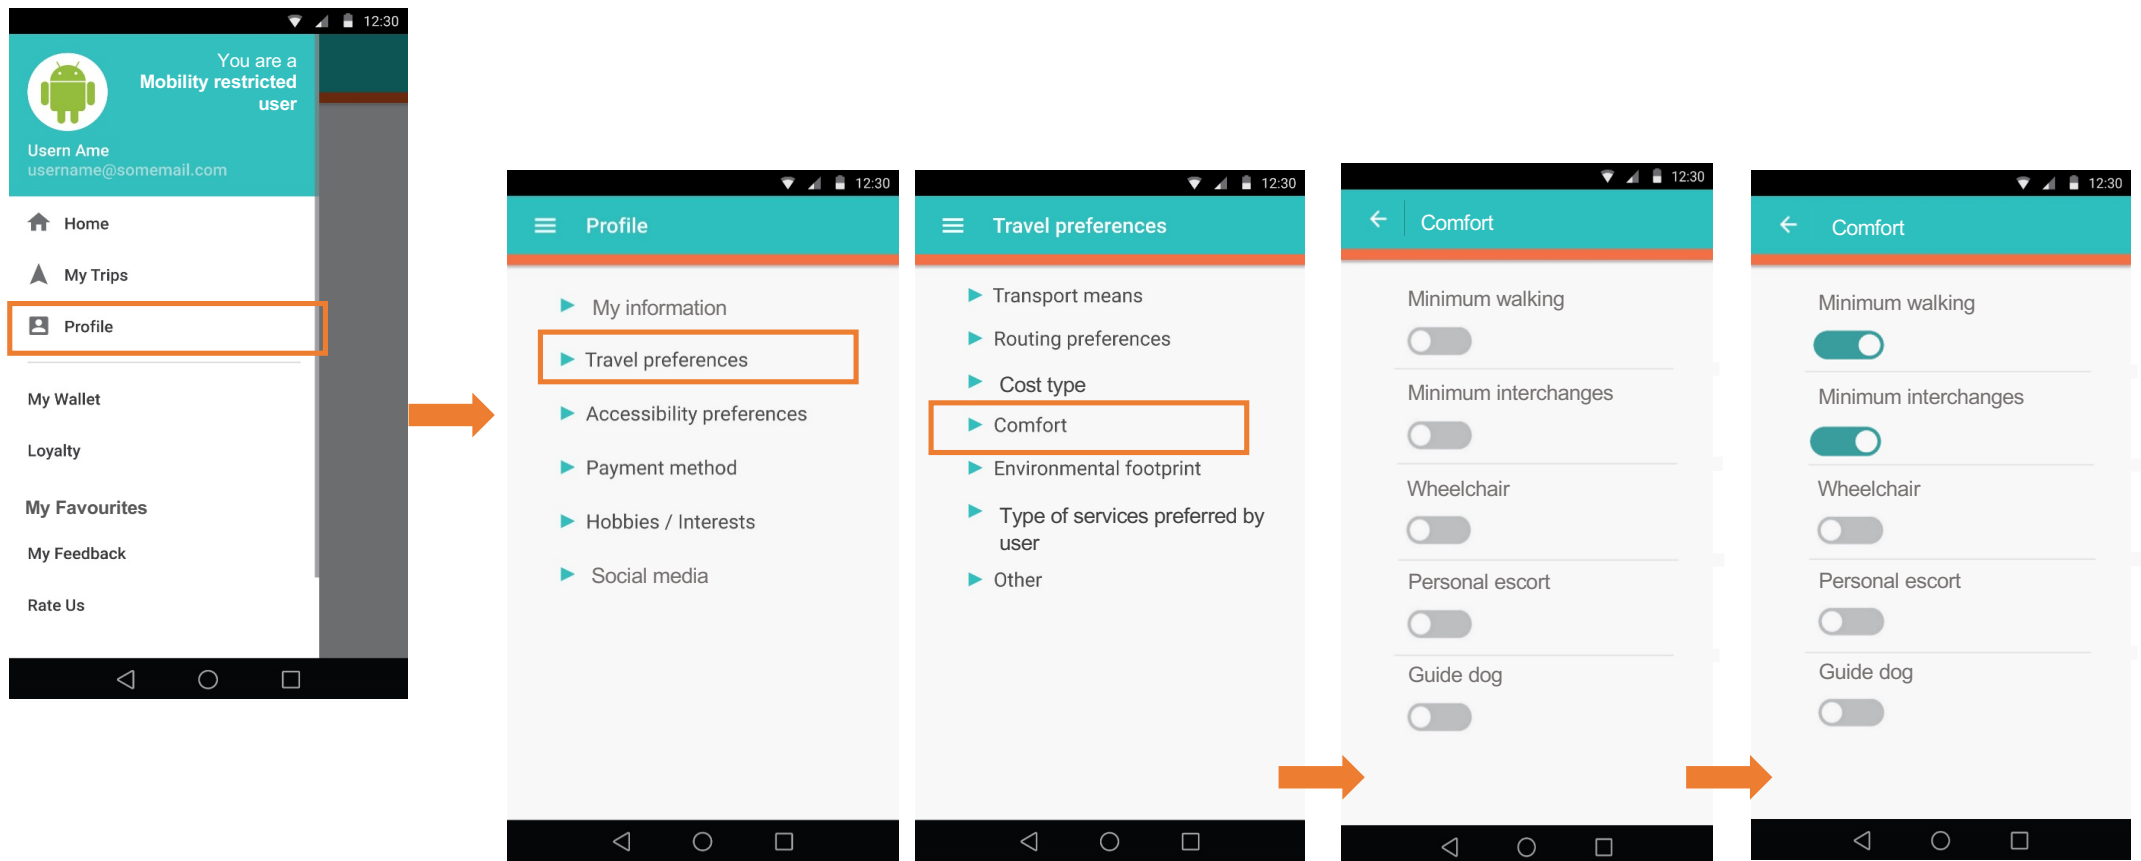 12:30
You are a
Mobility restricted
user
Usern Ame
username@somemail.com
Home
My Trips
Profile
My Wallet
Loyalty
My Favourites
My Feedback
Rate Us
12:30
Profile
My information
Travel preferences
Accessibility preferences
Payment method
Hobbies / Interests
Social media
12:30
Travel preferences
Transport means
Routing preferences
Cost type
Comfort
Environmental footprint
Type of services preferred by
user
Other
12:30
Comfort
Minimum walking
Minimum interchanges
Wheelchair
Personal escort
Guide dog
12:30
Comfort
Minimum walking
Minimum interchanges
Wheelchair
Personal escort
Guide dog